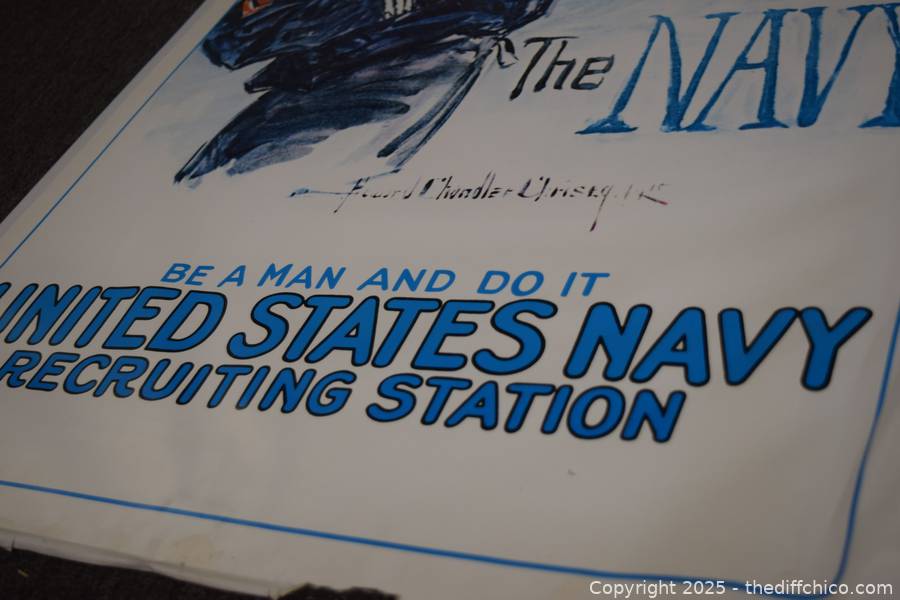 The NAVY
Howard Chandler Christy
BE A MAN AND DO IT
UNITED STATES NAVY
RECRUITING STATION
Copyright 2025 - thediffchico.com